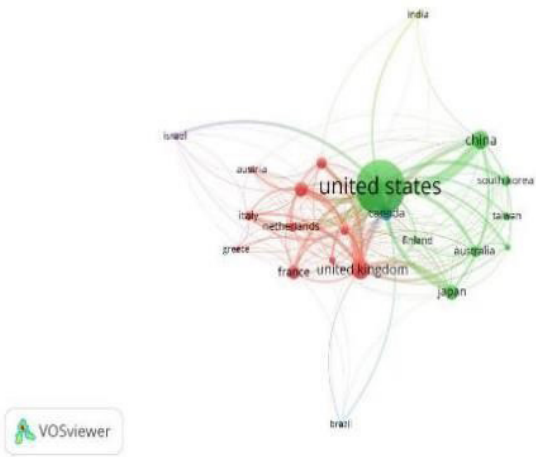 india
israel
china
austria
united states
south korea
canada
italy
taiwan
netherlands
finland
greece
australia
france
united kingdom
japan
brazil
VOSviewer